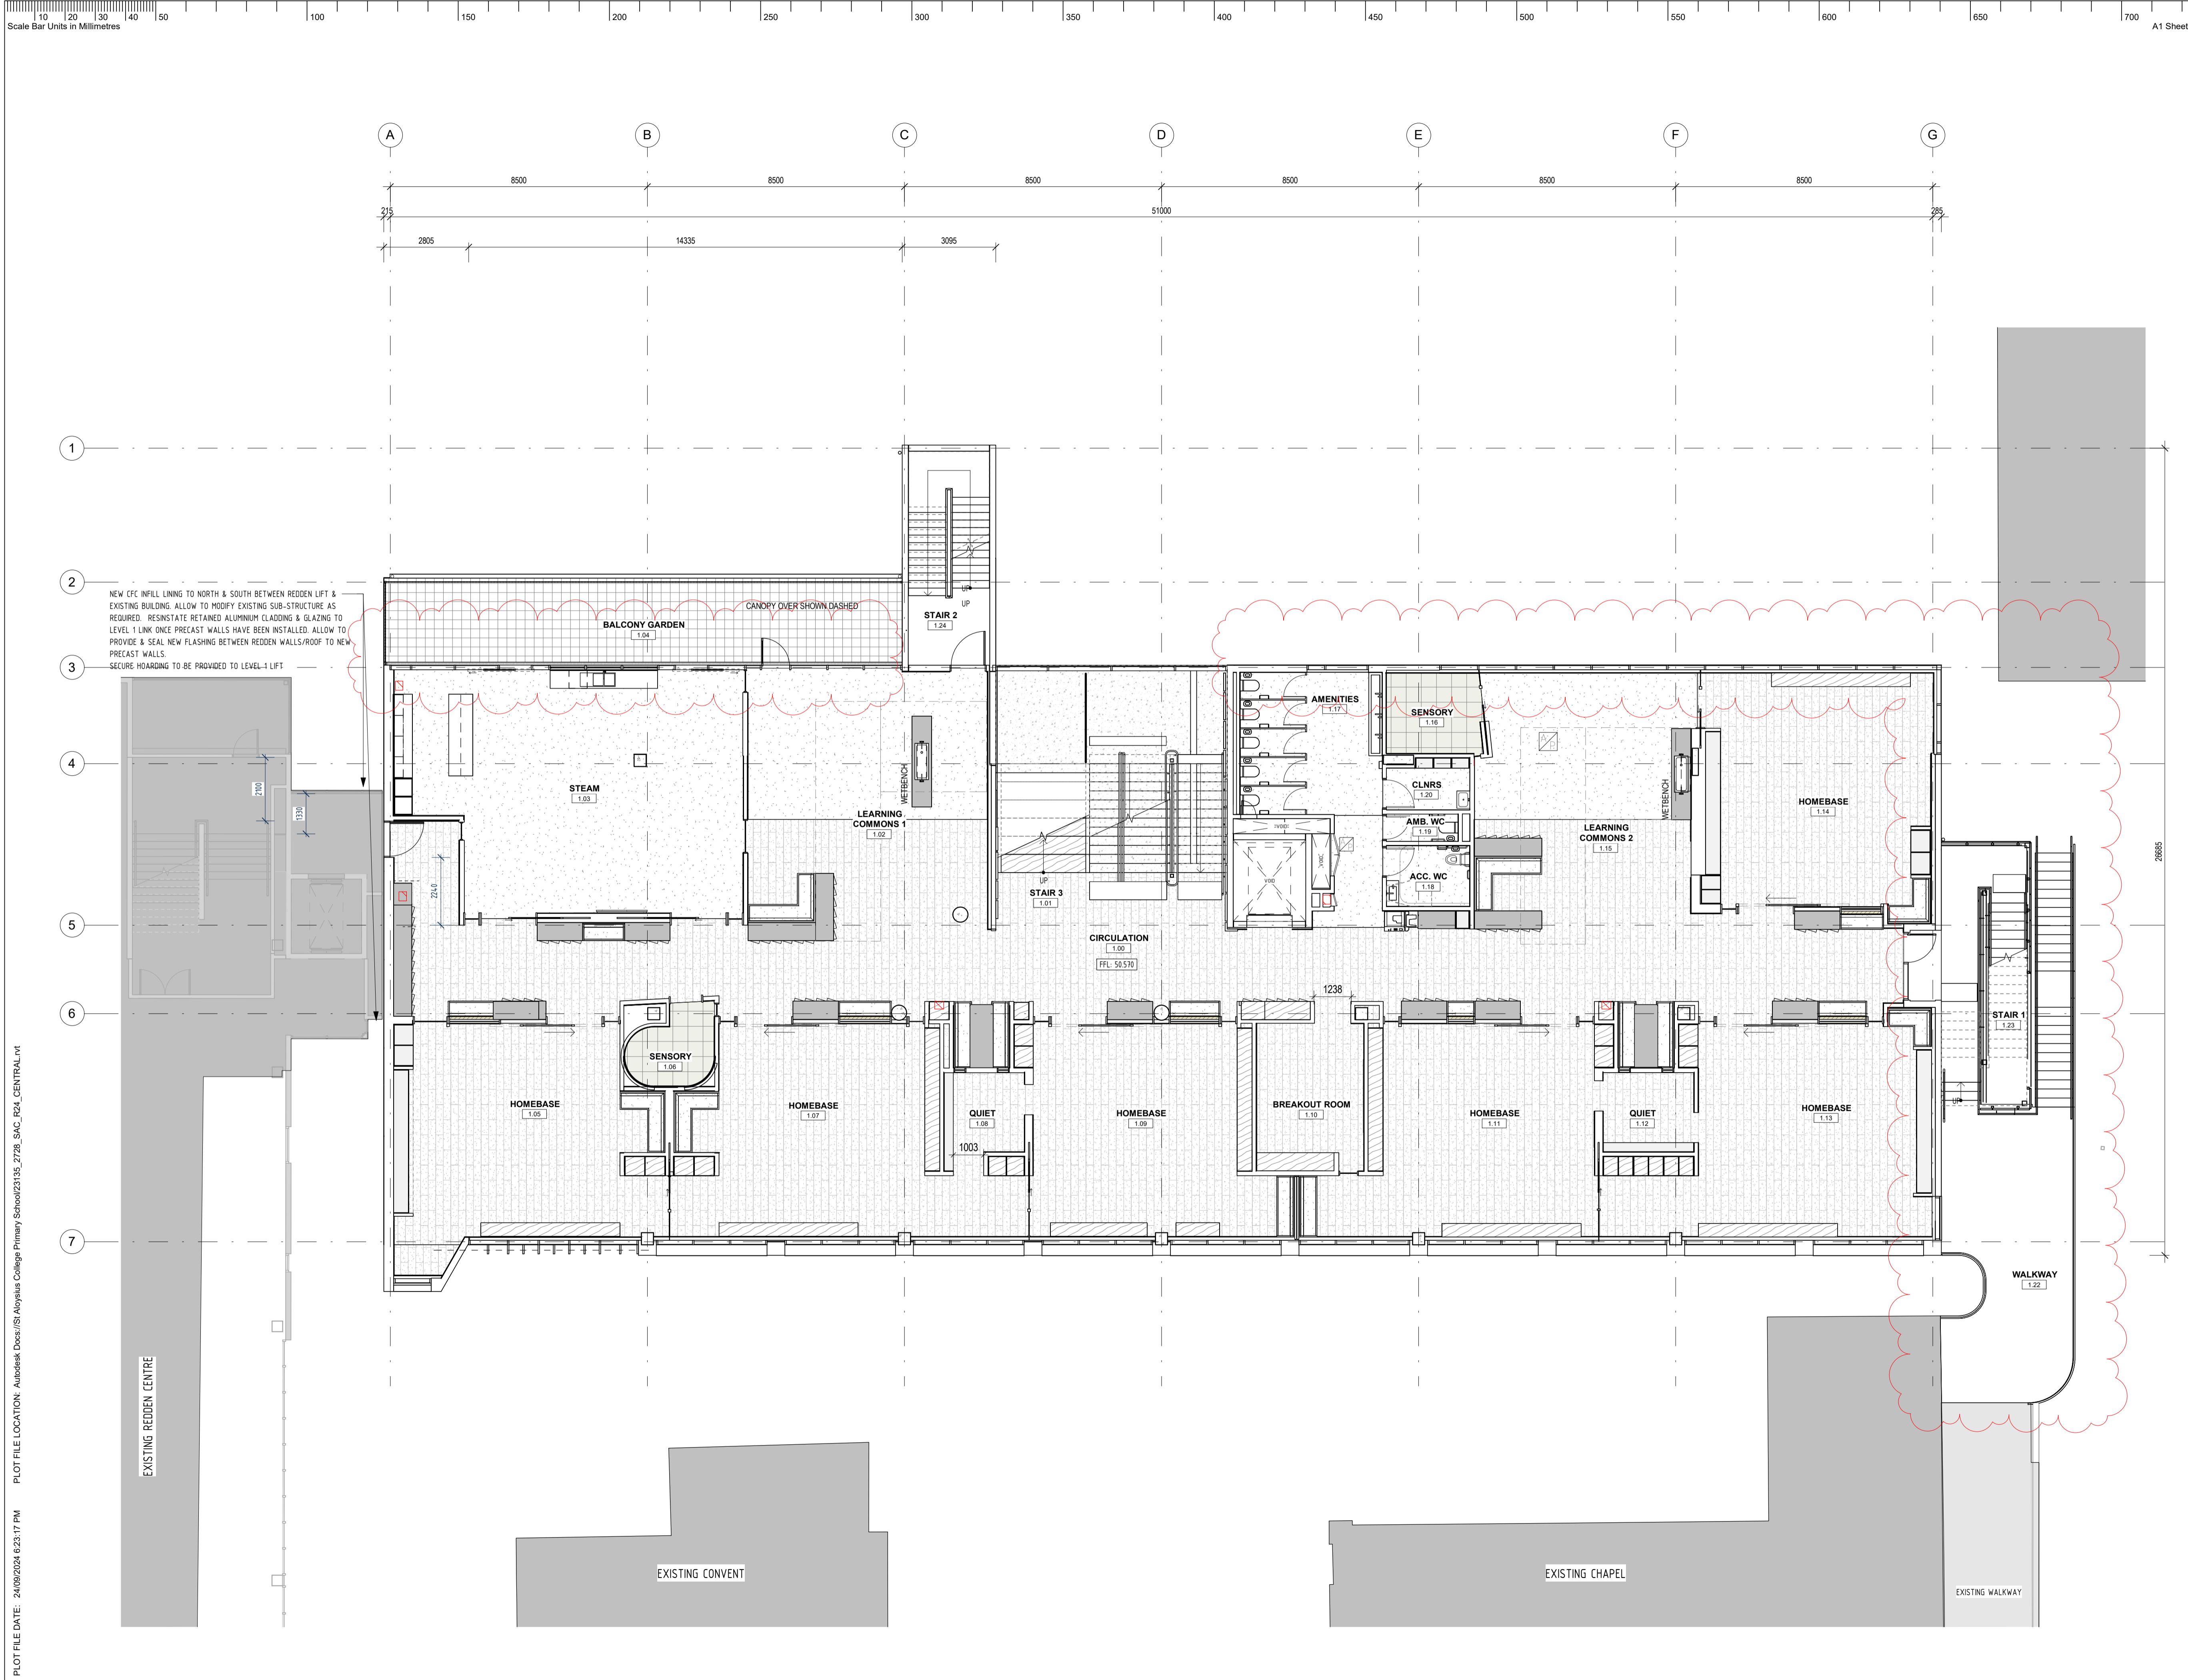 10 20 30 40 50 100 150 200 250 300 350 400 450 500 550 600 650 700
Scale Bar Units in Millimetres
A1 Sheet
A B C D E F G
8500 8500 8500 8500 8500 8500
215 51000 285
2805 14335 3095
1
2
NEW CFC INFILL LINING TO NORTH & SOUTH BETWEEN REDDEN LIFT &
EXISTING BUILDING. ALLOW TO MODIFY EXISTING SUB-STRUCTURE AS
REQUIRED. RESINSTATE RETAINED ALUMINIUM CLADDING & GLAZING TO
LEVEL 1 LINK ONCE PRECAST WALLS HAVE BEEN INSTALLED. ALLOW TO
PROVIDE & SEAL NEW FLASHING BETWEEN REDDEN WALLS/ROOF TO NEW
PRECAST WALLS.
SECURE HOARDING TO BE PROVIDED TO LEVEL 1 LIFT
CANOPY OVER SHOWN DASHED
BALCONY GARDEN
1.04
UP
UP
STAIR 2
1.24
3
AMENITIES
1.17
SENSORY
1.16
4
2100
1330
STEAM
1.03
WETBENCH
LEARNING
COMMONS 1
1.02
CLNRS
1.20
AMB. WC
1.19
ACC. WC
1.18
VOID
VOID
VOID
WETBENCH
LEARNING
COMMONS 2
1.15
HOMEBASE
1.14
26685
2240
UP
STAIR 3
1.01
5
CIRCULATION
1.00
FFL: 50.570
6
1238
STAIR 1
1.23
UP
SENSORY
1.06
HOMEBASE
1.05
HOMEBASE
1.07
QUIET
1.08
1003
HOMEBASE
1.09
BREAKOUT ROOM
1.10
HOMEBASE
1.11
QUIET
1.12
HOMEBASE
1.13
7
WALKWAY
1.22
EXISTING REDDEN CENTRE
EXISTING CONVENT
EXISTING CHAPEL
EXISTING WALKWAY
PLOT FILE DATE: 24/09/2024 6:23:17 PM PLOT FILE LOCATION: Autodesk Docs://St Aloysius College Primary School/23135_2728_SAC_R24_CENTRAL.rvt